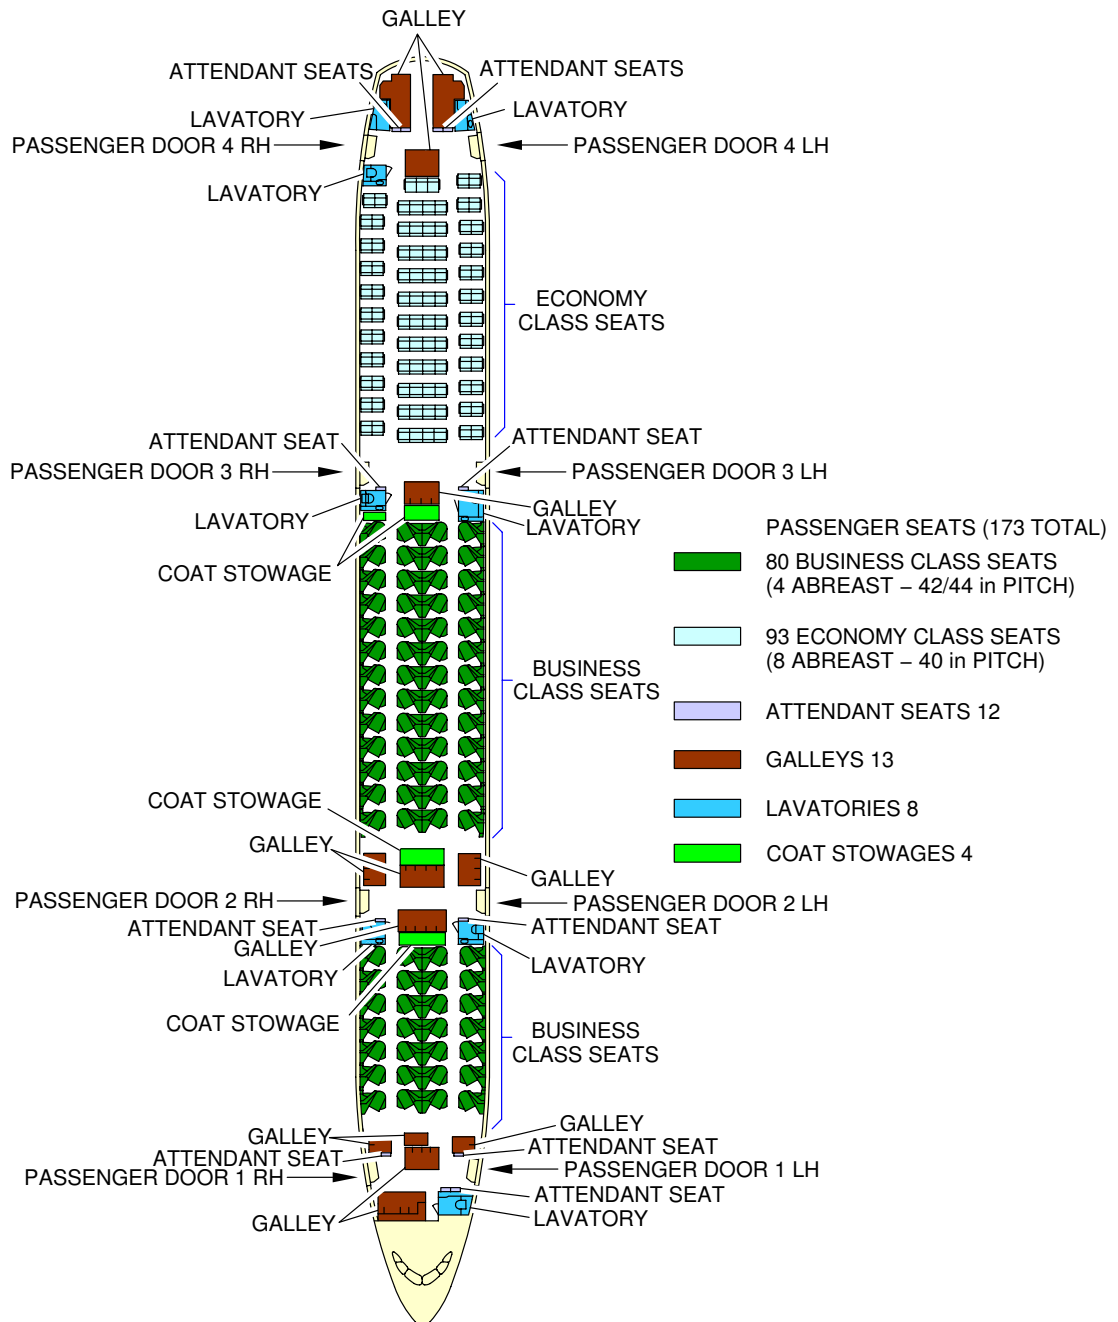 GALLEY
ATTENDANT SEATS
ATTENDANT SEATS
LAVATORY
LAVATORY
PASSENGER DOOR 4 RH
PASSENGER DOOR 4 LH
LAVATORY
ECONOMY
CLASS SEATS
ATTENDANT SEAT
ATTENDANT SEAT
PASSENGER DOOR 3 RH
PASSENGER DOOR 3 LH
GALLEY
LAVATORY
LAVATORY
COAT STOWAGE
PASSENGER SEATS (173 TOTAL)
80 BUSINESS CLASS SEATS
(4 ABREAST – 42/44 in PITCH)
93 ECONOMY CLASS SEATS
(8 ABREAST – 40 in PITCH)
BUSINESS
CLASS SEATS
ATTENDANT SEATS 12
GALLEYS 13
LAVATORIES 8
COAT STOWAGES 4
COAT STOWAGE
GALLEY
GALLEY
PASSENGER DOOR 2 RH
PASSENGER DOOR 2 LH
ATTENDANT SEAT
ATTENDANT SEAT
GALLEY
LAVATORY
LAVATORY
COAT STOWAGE
BUSINESS
CLASS SEATS
GALLEY
GALLEY
ATTENDANT SEAT
ATTENDANT SEAT
PASSENGER DOOR 1 RH
PASSENGER DOOR 1 LH
ATTENDANT SEAT
GALLEY
LAVATORY